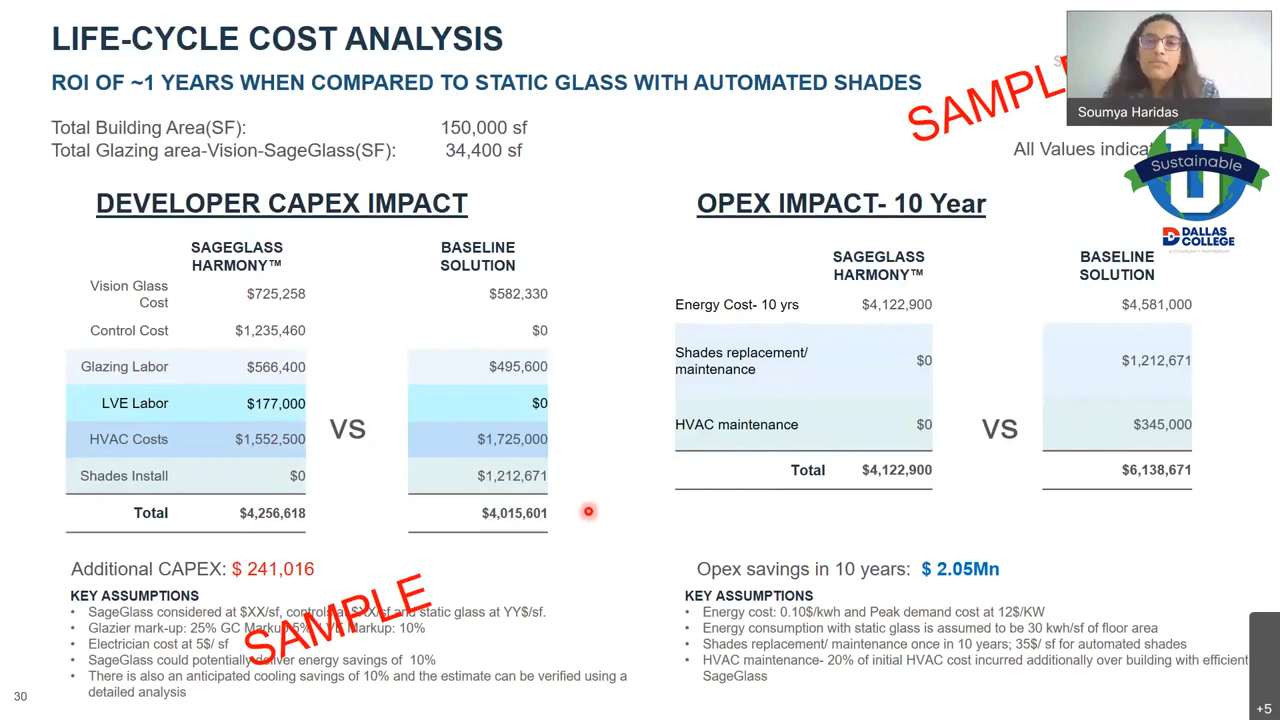 LIFE-CYCLE COST ANALYSIS
ROI OF ~1 YEARS WHEN COMPARED TO STATIC GLASS WITH AUTOMATED SHADES
Total Building Area(SF): 150,000 sf
Total Glazing area-Vision-SageGlass(SF): 34,400 sf
All Values
Soumya Haridas
U
Sustainable
DALLAS
COLLEGE
DEVELOPER CAPEX IMPACT
SAGEGLASS HARMONY™ BASELINE SOLUTION
Vision Glass Cost $725,258 $582,330
Control Cost $1,235,460 $0
Glazing Labor $566,400 $495,600
LVE Labor $177,000 $0
HVAC Costs $1,552,500 $1,725,000
Shades Install $0 $1,212,671
VS
Total $4,256,618 $4,015,601
Additional CAPEX: $ 241,016
KEY ASSUMPTIONS
• SageGlass considered at $XX/sf, controls at $XX/sf and static glass at YY$/sf.
• Glazier mark-up: 25% GC Markup 5% Markup: 10%
• Electrician cost at 5$/ sf
• SageGlass could potentially deliver energy savings of 10%
• There is also an anticipated cooling savings of 10% and the estimate can be verified using a
detailed analysis
SAMPLE
OPEX IMPACT- 10 Year
SAGEGLASS HARMONY™ BASELINE SOLUTION
Energy Cost- 10 yrs $4,122,900 $4,581,000
Shades replacement/ maintenance $0 $1,212,671
HVAC maintenance $0 $345,000
VS
Total $4,122,900 $6,138,671
Opex savings in 10 years: $ 2.05Mn
KEY ASSUMPTIONS
• Energy cost: 0.10$/kwh and Peak demand cost at 12$/KW
• Energy consumption with static glass is assumed to be 30 kwh/sf of floor area
• Shades replacement/ maintenance once in 10 years; 35$/ sf for automated shades
• HVAC maintenance- 20% of initial HVAC cost incurred additionally over building with efficient
SageGlass
30
+5